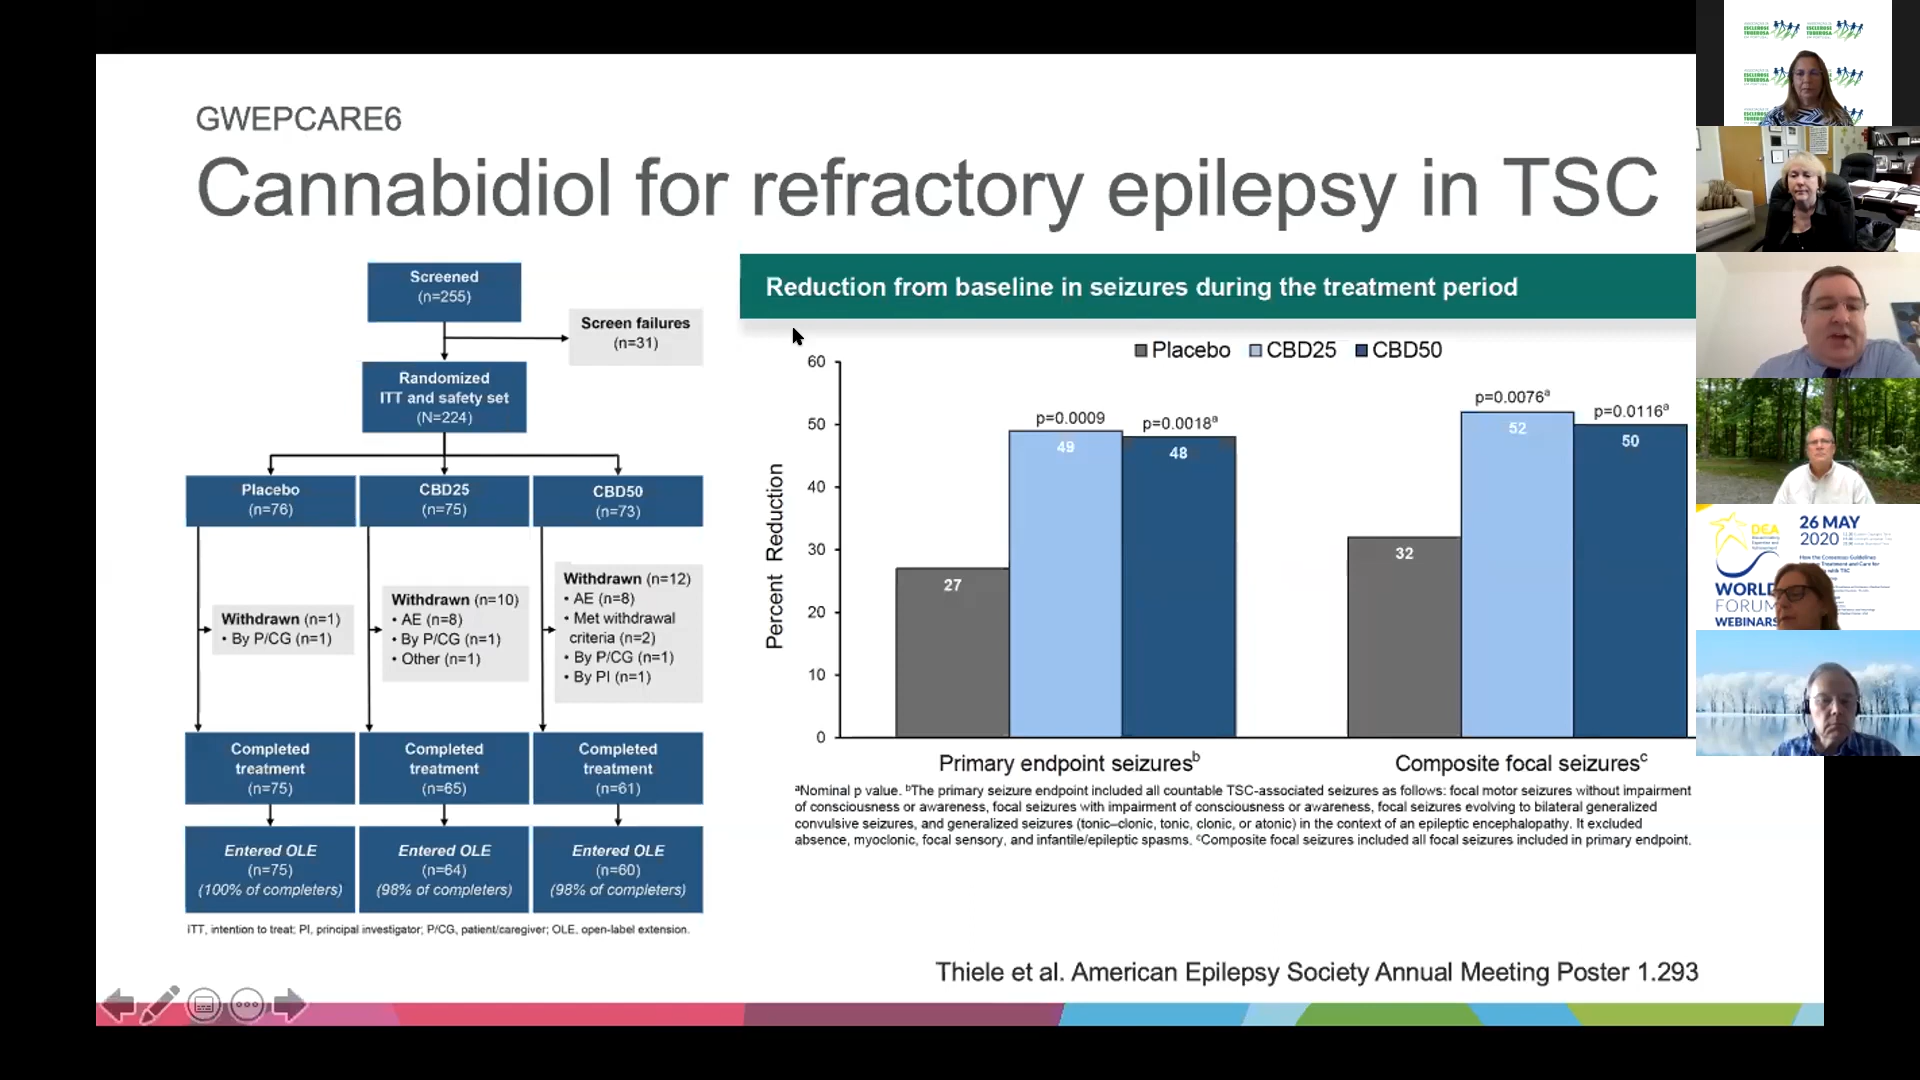 GWEPCARE6
Cannabidiol for refractory epilepsy in TSC
Screened
(n=255)
Screen failures
(n=31)
Randomized
ITT and safety set
(N=224)
Placebo
(n=76)
CBD25
(n=75)
CBD50
(n=73)
Withdrawn (n=1)
• By P/CG (n=1)
Withdrawn (n=10)
• AE (n=8)
• By P/CG (n=1)
• Other (n=1)
Withdrawn (n=12)
• AE (n=8)
• Met withdrawal
criteria (n=2)
• By P/CG (n=1)
• By PI (n=1)
Completed
treatment
(n=75)
Completed
treatment
(n=65)
Completed
treatment
(n=61)
Entered OLE
(n=75)
(100% of completers)
Entered OLE
(n=64)
(98% of completers)
Entered OLE
(n=60)
(98% of completers)
ITT, intention to treat; PI, principal investigator; P/CG, patient/caregiver; OLE, open-label extension.
Reduction from baseline in seizures during the treatment period
Placebo CBD25 CBD50
Percent Reduction
60
50
40
30
20
10
0
p=0.0009
p=0.0018a
p=0.0076a
p=0.0116a
27
49
48
32
52
50
Primary endpoint seizuresb
Composite focal seizuresc
aNominal p value. bThe primary seizure endpoint included all countable TSC-associated seizures as follows: focal motor seizures without impairment
of consciousness or awareness, focal seizures with impairment of consciousness or awareness, focal seizures evolving to bilateral generalized
convulsive seizures, and generalized seizures (tonic–clonic, tonic, clonic, or atonic) in the context of an epileptic encephalopathy. It excluded
absence, myoclonic, focal sensory, and infantile/epileptic spasms. cComposite focal seizures included all focal seizures included in primary endpoint.
Thiele et al. American Epilepsy Society Annual Meeting Poster 1.293
ESCLEROSE
TUBEROSA
ESCLEROSE
TUBEROSA
ESCLEROSE
TUBEROSA
DEA
26 MAY
2020
WORLD
FORUM
WEBINARS